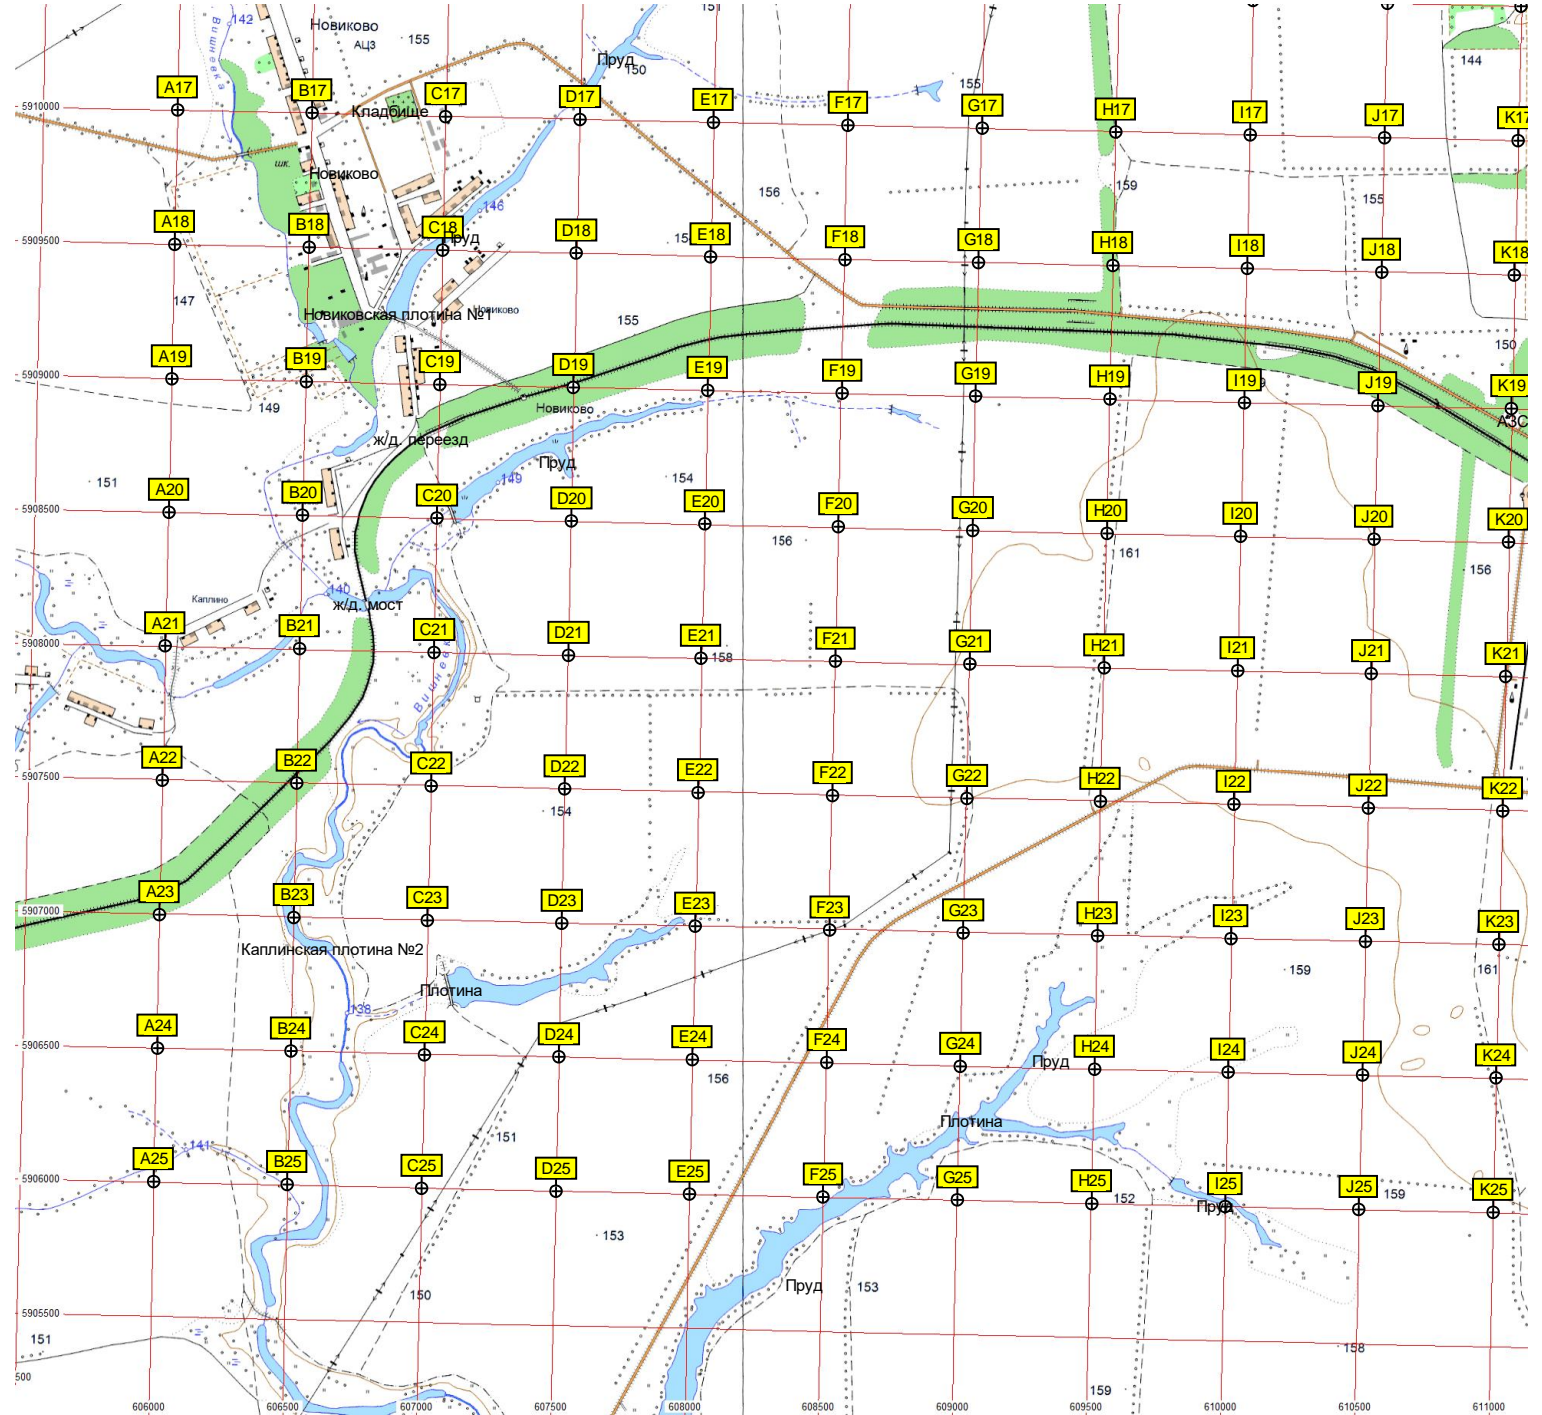 142
Вишневка
Новиково
АЦЗ
155
151
Пруд
150
144
155
5910000
A17
B17
C17
D17
E17
F17
G17
H17
I17
J17
K17
Кладбище
шк.
Новиково
156
159
155
146
Пруд
5909500
A18
B18
C18
D18
E18
F18
G18
H18
I18
J18
K18
147
Новиковская плотина №1
Новиково
155
150
5909000
A19
B19
C19
D19
E19
F19
G19
H19
I19
J19
K19
149
Новиково
АЗС
ж/д. переезд
Пруд
151
149
154
5908500
A20
B20
C20
D20
E20
F20
G20
H20
I20
J20
K20
156
161
156
140
Каплино
ж/д. мост
5908000
A21
B21
C21
D21
E21
F21
G21
H21
I21
J21
K21
158
5907500
A22
B22
C22
D22
E22
F22
G22
H22
I22
J22
K22
154
5907000
A23
B23
C23
D23
E23
F23
G23
H23
I23
J23
K23
Каплинская плотина №2
159
161
Плотина
138
5906500
A24
B24
C24
D24
E24
F24
G24
H24
I24
J24
K24
Пруд
156
151
Плотина
141
5906000
A25
B25
C25
D25
E25
F25
G25
H25
I25
J25
K25
152
159
Пруд
153
Пруд
153
150
5905500
151
158
500
159
606000
606500
607000
607500
608000
608500
609000
609500
610000
610500
611000